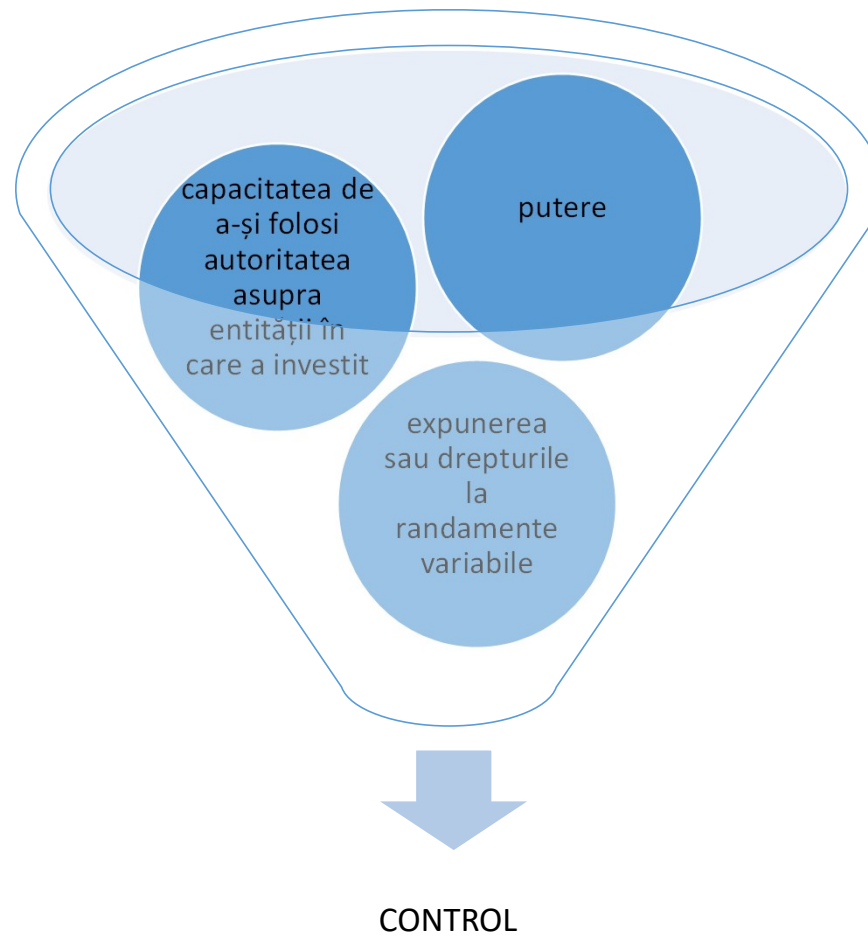 capacitatea de
a-și folosi
autoritatea
asupra
entității în
care a investit
putere
expunerea
sau drepturile
la
randamente
variabile
CONTROL